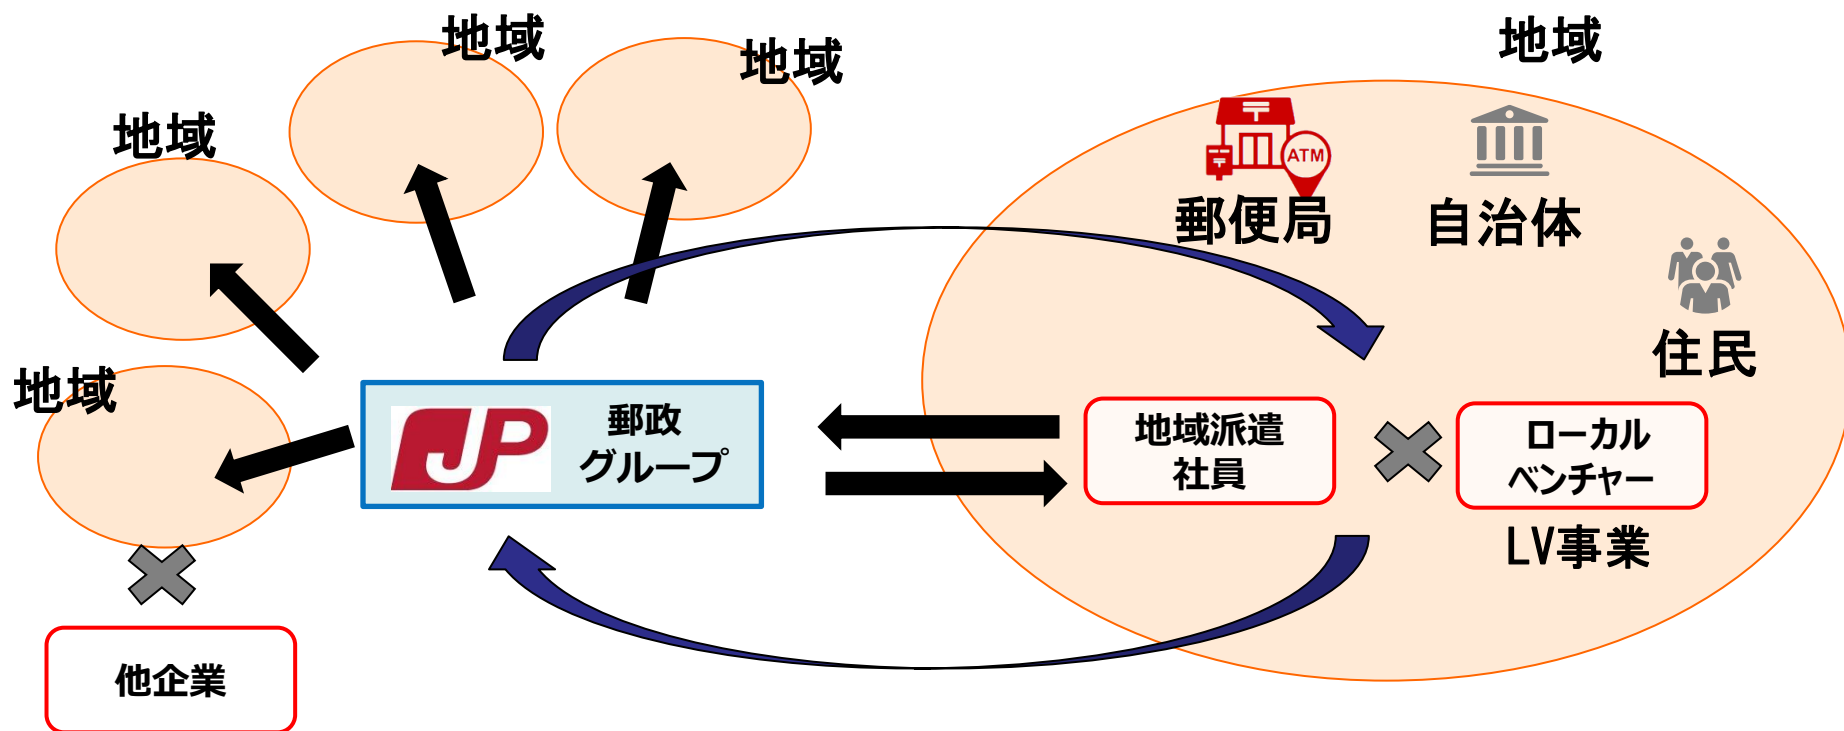 地域
地域
地域
地域
地域
ATM
郵便局
自治体
住民
JP
郵政
グループ
地域派遣
社員
ローカル
ベンチャー
LV事業
他企業